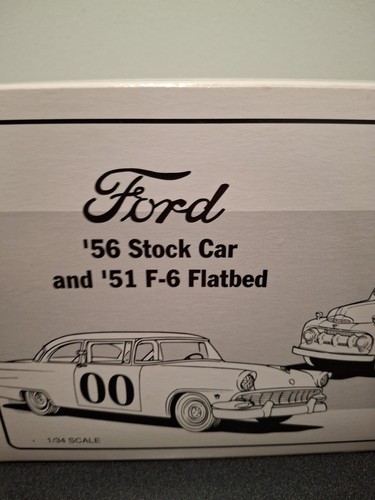 Ford
'56 Stock Car
and '51 F-6 Flatbed
00
1/34 SCALE